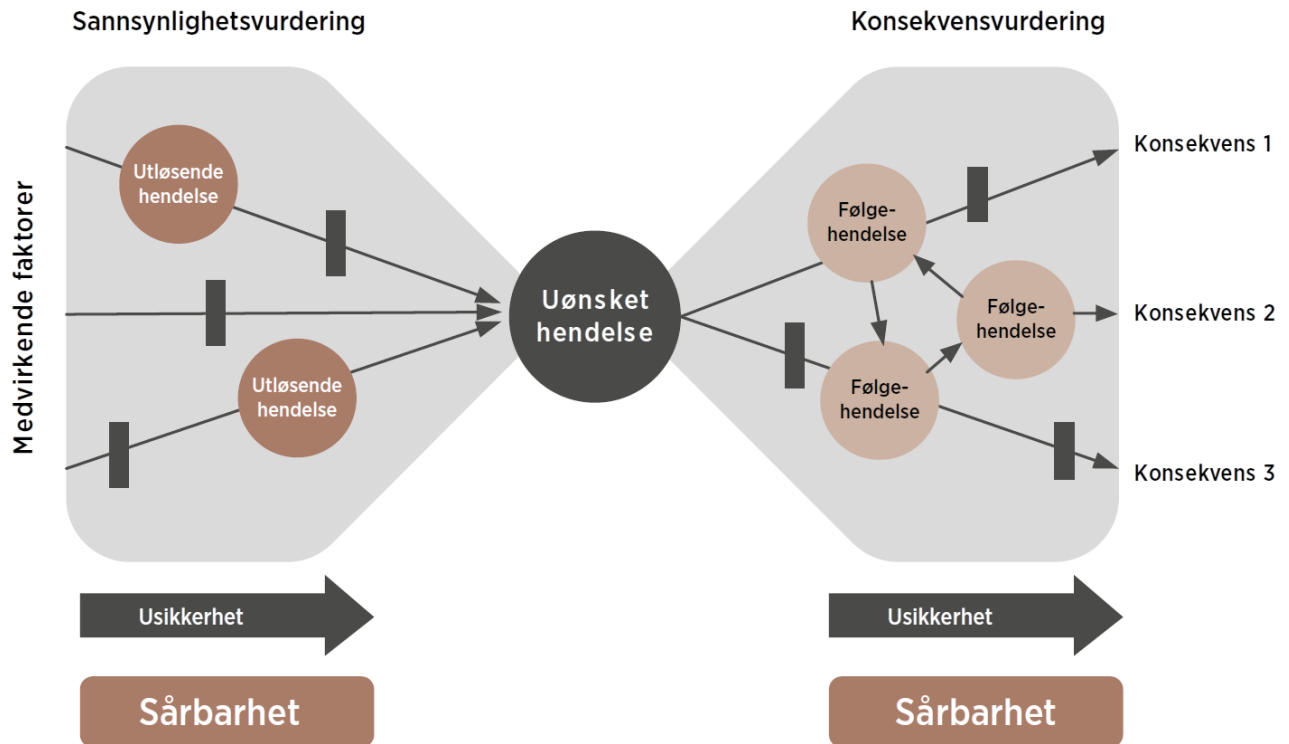 Sannsynlighetsvurdering
Konsekvensvurdering
Medvirkende faktorer
Utløsende
hendelse
Utløsende
hendelse
Uønsket
hendelse
Følge-
hendelse
Følge-
hendelse
Følge-
hendelse
Konsekvens 1
Konsekvens 2
Konsekvens 3
Usikkerhet
Usikkerhet
Sårbarhet
Sårbarhet